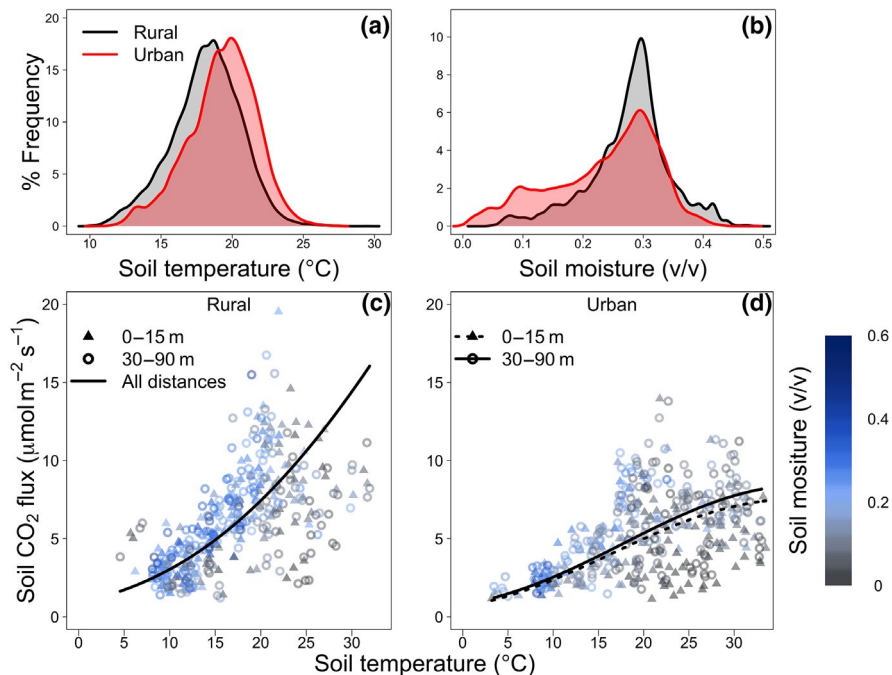 (a)
Rural
Urban
20
15
10
5
0
% Frequency
10 15 20 25 30
Soil temperature (°C)
(b)
10
8
6
4
2
0
0.0 0.1 0.2 0.3 0.4 0.5
Soil moisture (v/v)
Rural (c)
0−15 m
30−90 m
All distances
20
15
10
5
0
Soil CO2 flux (μmol m−2 s−1)
0 5 10 15 20 25 30
Urban (d)
0−15 m
30−90 m
20
15
10
5
0
0 5 10 15 20 25 30
Soil temperature (°C)
Soil mositure (v/v)
0.6
0.4
0.2
0